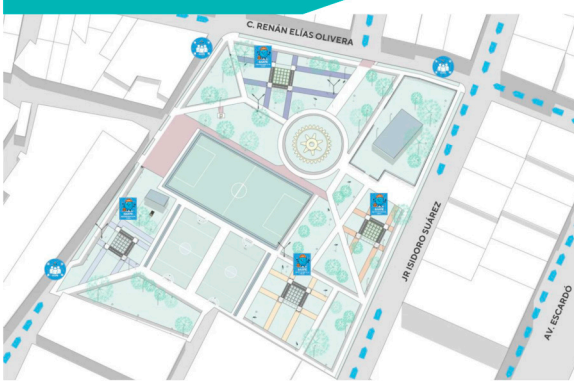 C. RENÁN ELÍAS OLIVERA
JR ISIDORO SUÁREZ
AV. ESCARDÓ